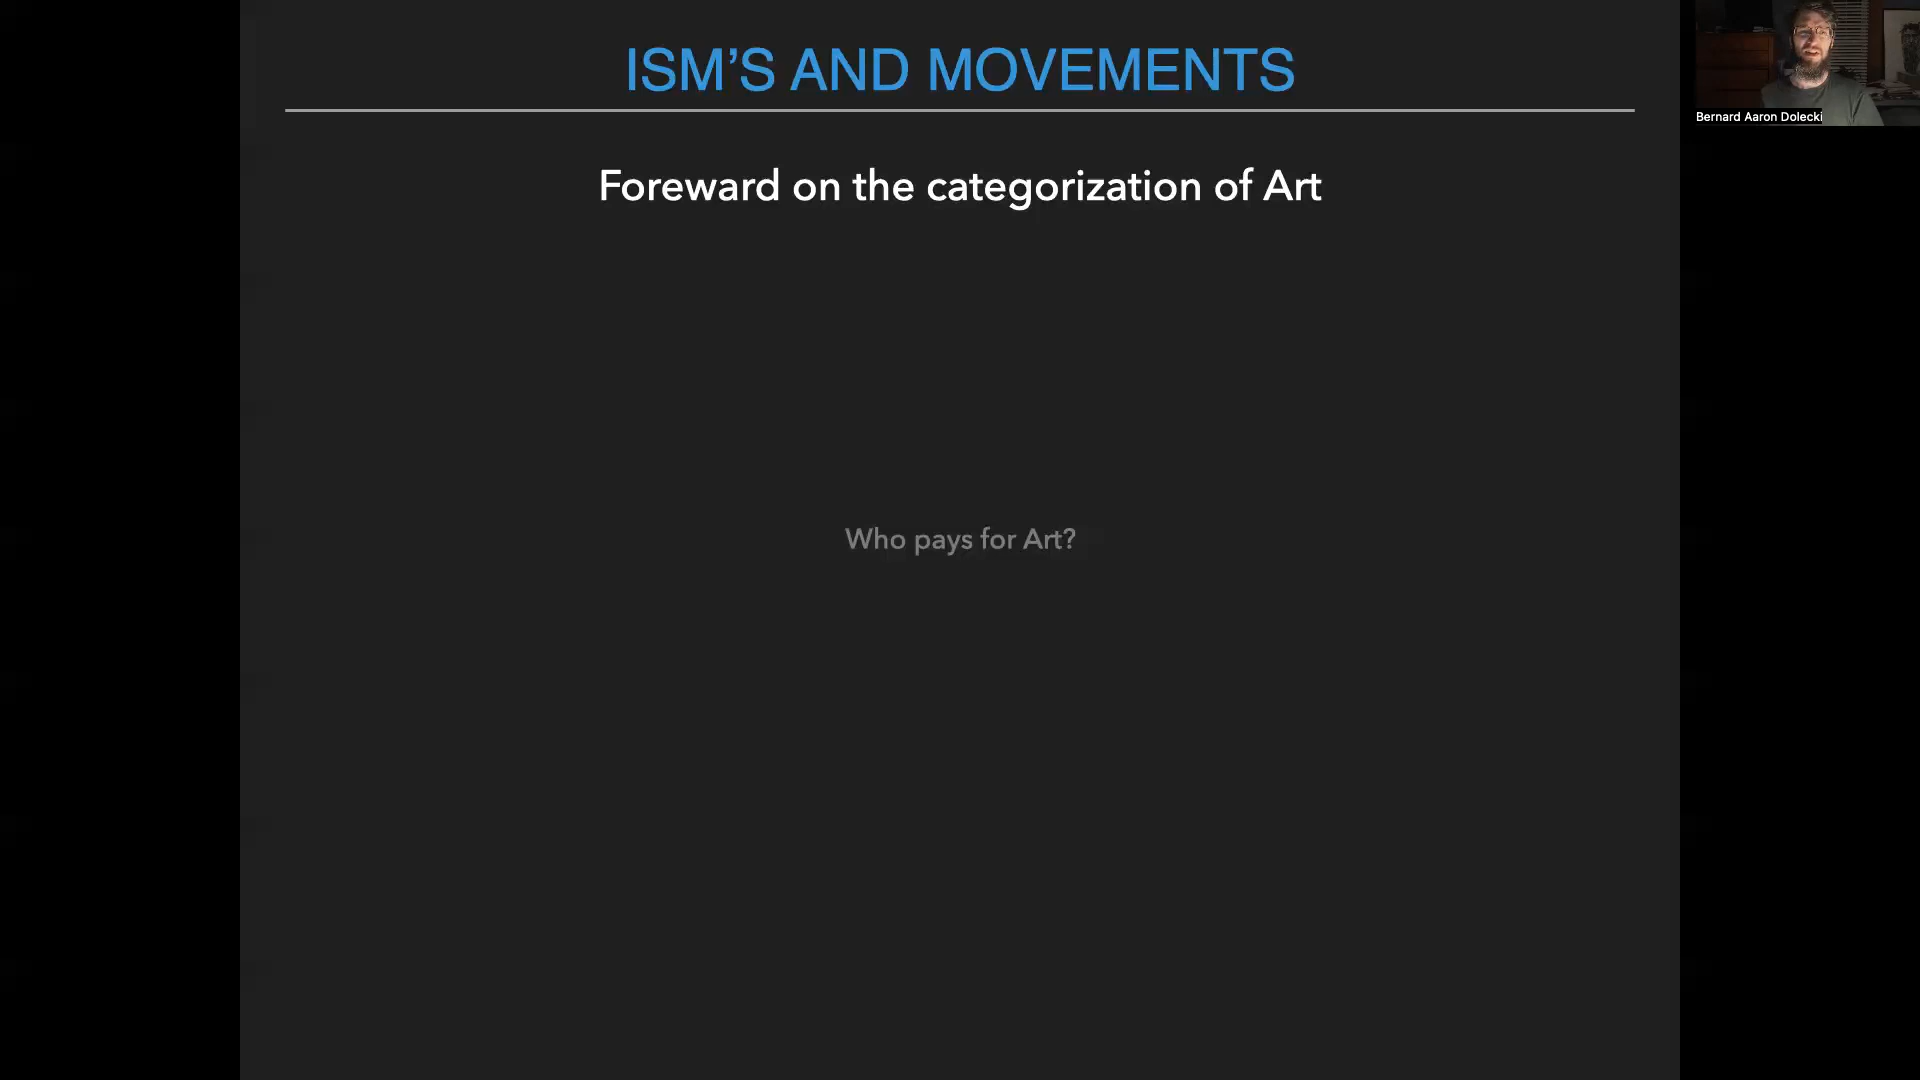 ISM’S AND MOVEMENTS
Bernard Aaron Dolecki
Foreward on the categorization of Art
Who pays for Art?